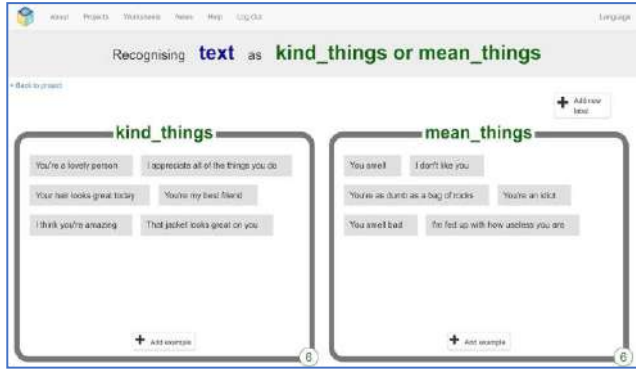 About Projects Worksheets News Help Log Out Language
Recognising text as kind_things or mean_things
< Back to project
Add new
label
kind_things
You're a lovely person I appreciate all of the things you do
Your hair looks great today You're my best friend
I think you're amazing That jacket looks great on you
Add example
6
mean_things
You smell I don't like you
You're as dumb as a bag of rocks You're an idiot
You smell bad I'm fed up with how useless you are
Add example
6